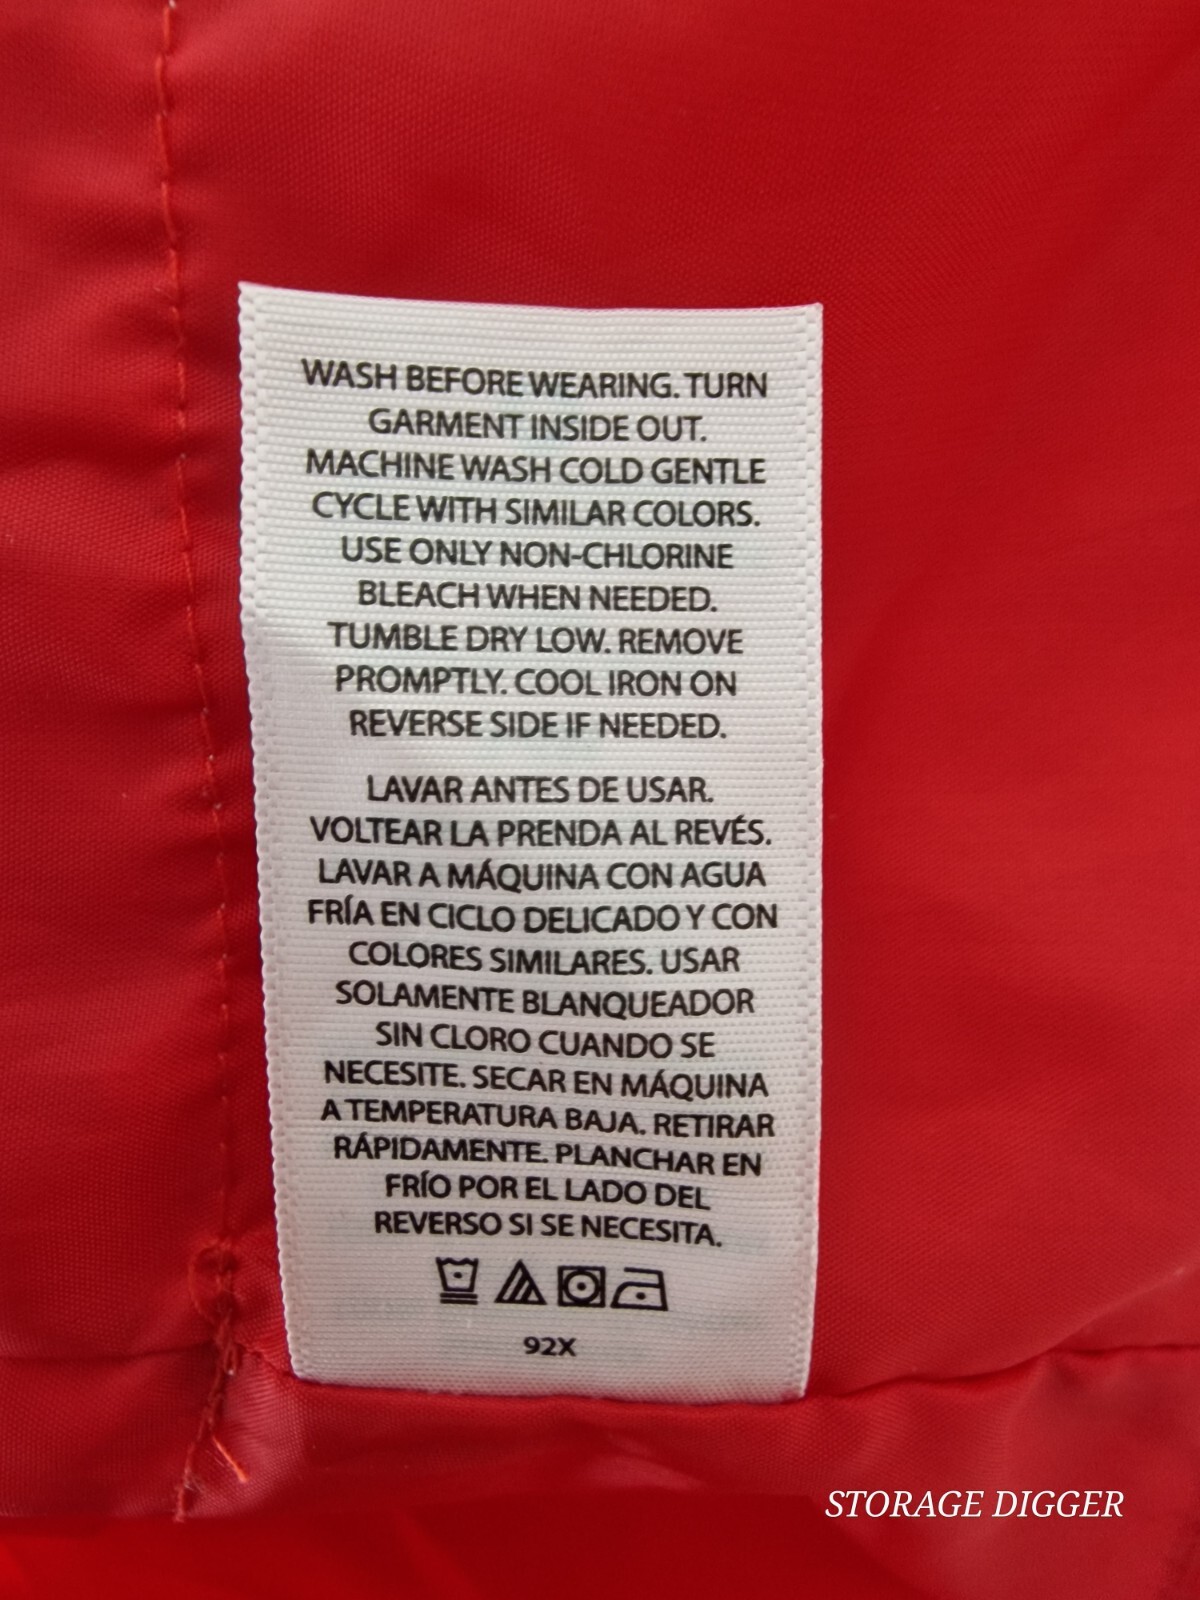 WASH BEFORE WEARING. TURN
GARMENT INSIDE OUT.
MACHINE WASH COLD GENTLE
CYCLE WITH SIMILAR COLORS.
USE ONLY NON-CHLORINE
BLEACH WHEN NEEDED.
TUMBLE DRY LOW. REMOVE
PROMPTLY. COOL IRON ON
REVERSE SIDE IF NEEDED.
LAVAR ANTES DE USAR.
VOLTEAR LA PRENDA AL REVÉS.
LAVAR A MÁQUINA CON AGUA
FRÍA EN CICLO DELICADO Y CON
COLORES SIMILARES. USAR
SOLAMENTE BLANQUEADOR
SIN CLORO CUANDO SE
NECESITE. SECAR EN MÁQUINA
A TEMPERATURA BAJA. RETIRAR
RÁPIDAMENTE. PLANCHAR EN
FRÍO POR EL LADO DEL
REVERSO SI SE NECESITA.
92X
STORAGE DIGGER